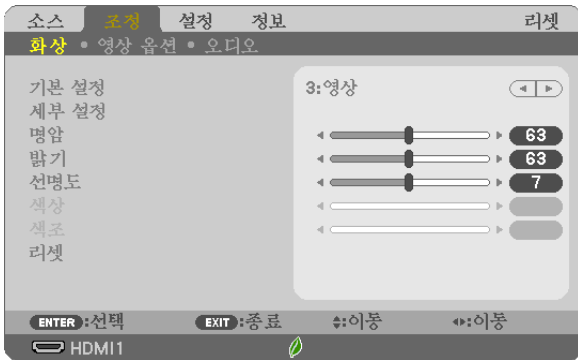 소스 조정 설정 정보 리셋
화상 • 영상 옵션 • 오디오
기본 설정 3:영상
세부 설정
명암 63
밝기 63
선명도 7
색상
색조
리셋
ENTER :선택 EXIT :종료 :이동 :이동
HDMI1